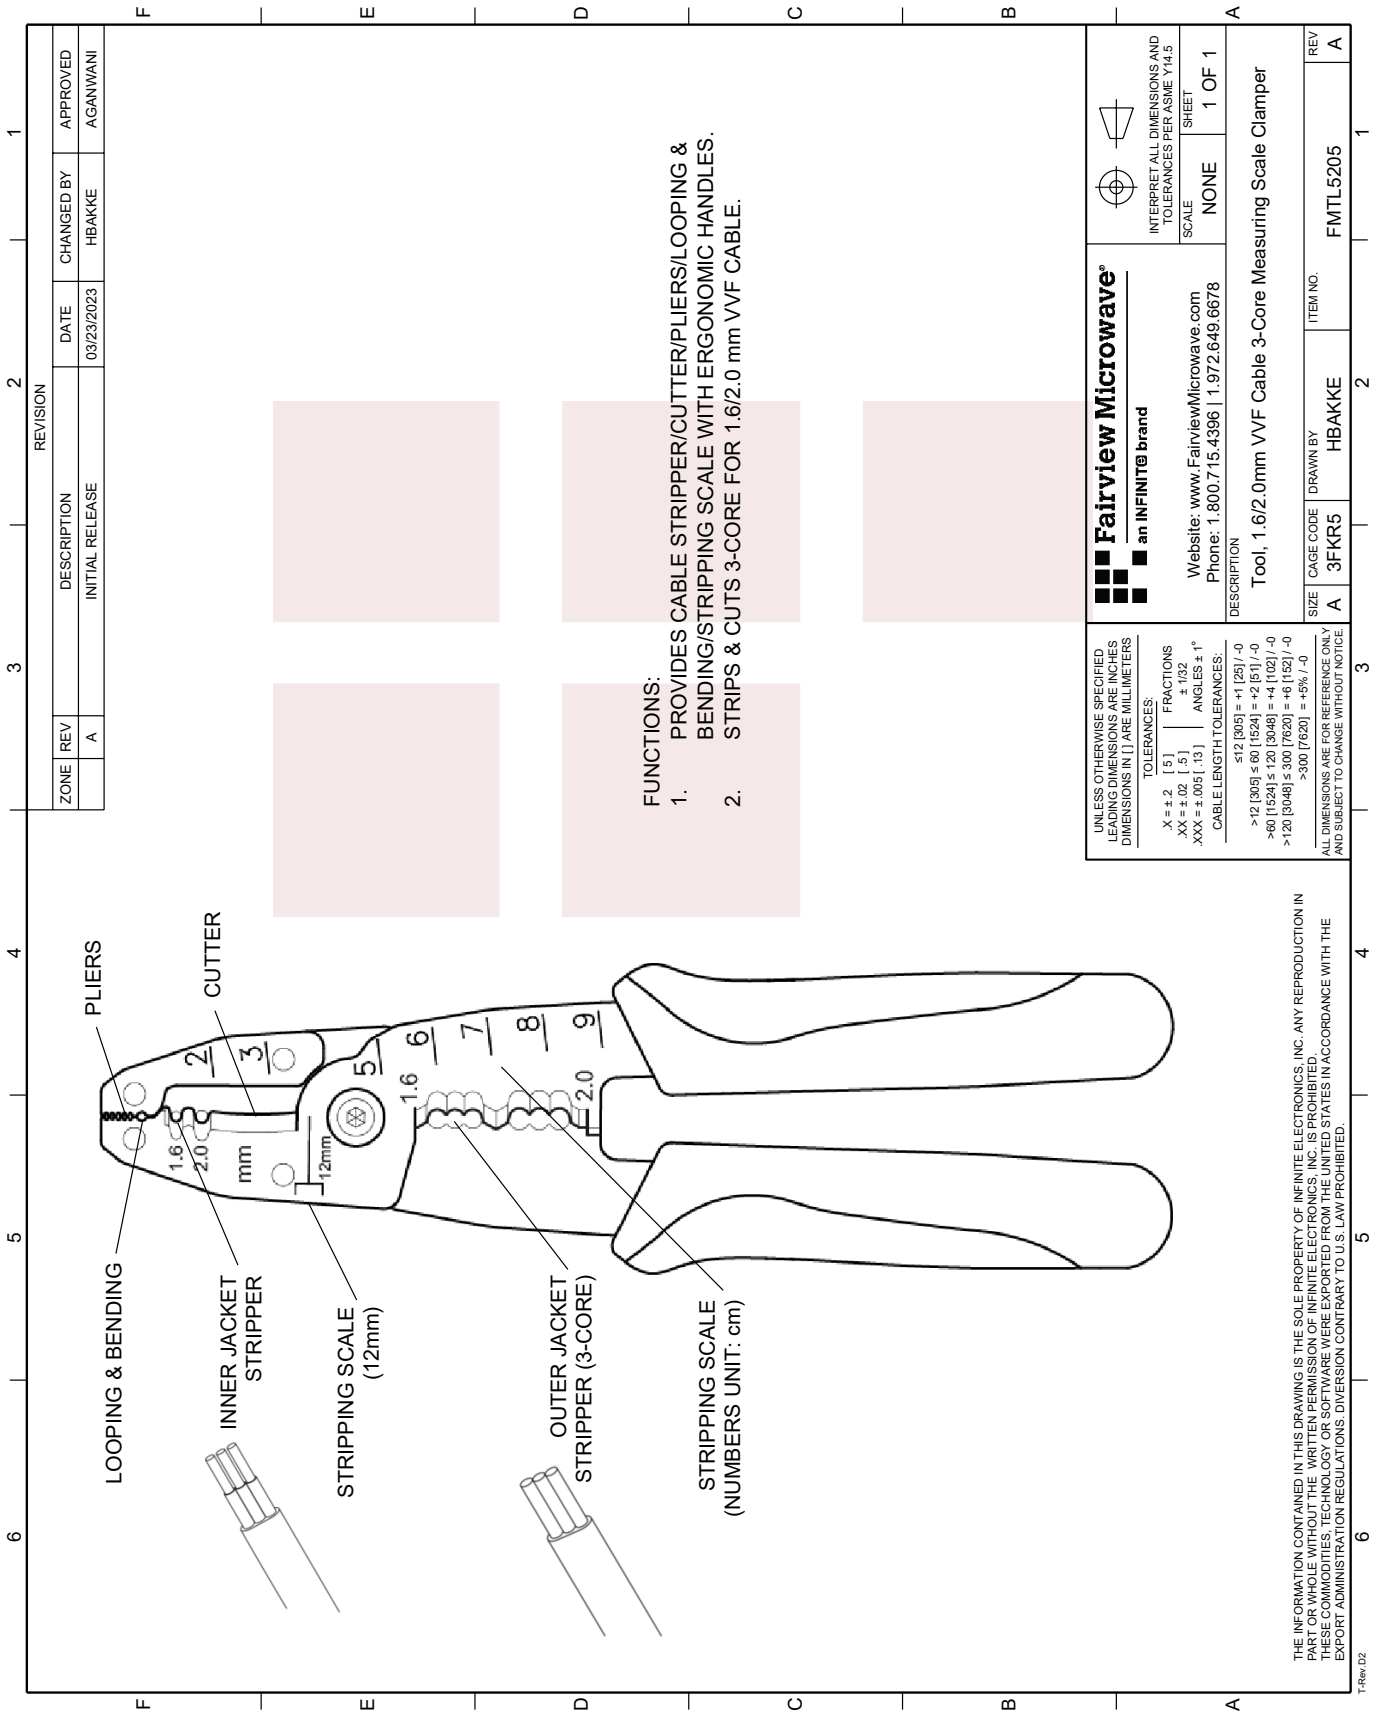 6
5
4
3
2
1
F
E
D
C
B
A
REVISION
ZONE REV DESCRIPTION DATE CHANGED BY APPROVED
A INITIAL RELEASE 03/23/2023 HBAKKE AGANWANI
LOOPING & BENDING
PLIERS
INNER JACKET
STRIPPER
CUTTER
STRIPPING SCALE
(12mm)
OUTER JACKET
STRIPPER (3-CORE)
STRIPPING SCALE
(NUMBERS UNIT: cm)
1.6
2.0
mm
12mm
2
3
5
1.6
6
7
8
9
2.0
FUNCTIONS:
1. PROVIDES CABLE STRIPPER/CUTTER/PLIERS/LOOPING &
BENDING/STRIPPING SCALE WITH ERGONOMIC HANDLES.
2. STRIPS & CUTS 3-CORE FOR 1.6/2.0 mm VVF CABLE.
THE INFORMATION CONTAINED IN THIS DRAWING IS THE SOLE PROPERTY OF INFINITE ELECTRONICS, INC. ANY REPRODUCTION IN
PART OR WHOLE WITHOUT THE WRITTEN PERMISSION OF INFINITE ELECTRONICS, INC. IS PROHIBITED.
THESE COMMODITIES, TECHNOLOGY OR SOFTWARE WERE EXPORTED FROM THE UNITED STATES IN ACCORDANCE WITH THE
EXPORT ADMINISTRATION REGULATIONS. DIVERSION CONTRARY TO U.S. LAW PROHIBITED.
UNLESS OTHERWISE SPECIFIED
LEADING DIMENSIONS ARE INCHES
DIMENSIONS IN [ ] ARE MILLIMETERS
TOLERANCES:
.X = ±.2 [ 5 ] FRACTIONS
.XX = ±.02 [ .5 ] ± 1/32
.XXX = ±.005 [ .13 ] ANGLES ± 1°
CABLE LENGTH TOLERANCES:
≤12 [305] = +1 [25] / -0
>12 [305] ≤ 60 [1524] = +2 [51] / -0
>60 [1524] ≤ 120 [3048] = +4 [102] / -0
>120 [3048] ≤ 300 [7620] = +6 [152] / -0
>300 [7620] = +5% / -0
ALL DIMENSIONS ARE FOR REFERENCE ONLY
AND SUBJECT TO CHANGE WITHOUT NOTICE.
Fairview Microwave®
an INFINIT@ brand
Website: www.FairviewMicrowave.com
Phone: 1.800.715.4396 | 1.972.649.6678
INTERPRET ALL DIMENSIONS AND
TOLERANCES PER ASME Y14.5
SCALE SHEET
NONE 1 OF 1
DESCRIPTION
Tool, 1.6/2.0mm VVF Cable 3-Core Measuring Scale Clamper
SIZE CAGE CODE DRAWN BY ITEM NO. REV
A 3FKR5 HBAKKE FMTL5205 A
T-Rev.D2
6
5
4
3
2
1
F
E
D
C
B
A